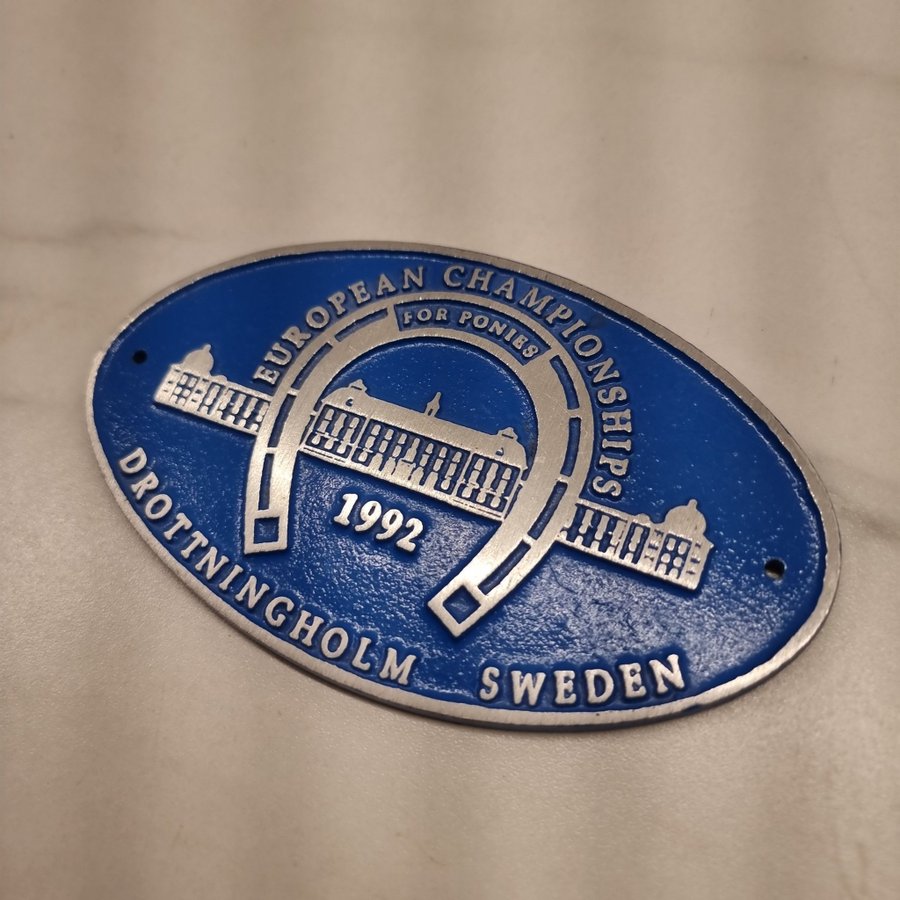 EUROPEAN CHAMPIONSHIPS
FOR PONIES
1992
DROTTNINGHOLM SWEDEN